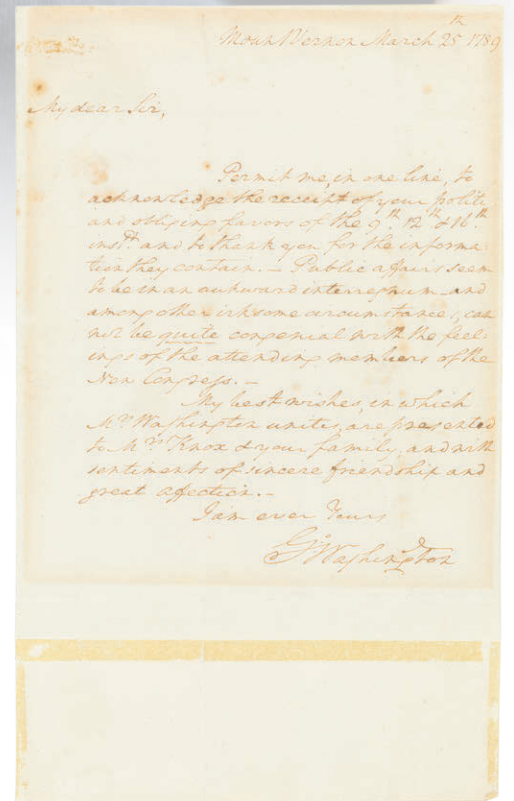 Mount Vernon March 25th 1789
My dear Sir,
Permit me, in one line, to
acknowledge the receipt of your polite
and obliging favors of the 9th 12th & 16th
inst. and to thank you for the informa-
tion they contain. — Public affairs seem
to be in an aukward interregnum and
among other irksome circumstances, can
not be quite congenial with the feel-
ings of the attending members of the
New Congress. —
My best wishes, in which
Mrs Washington unites, are presented
to Mrs Knox & your family, and with
sentiments of sincere friendship and
great affection. —
I am ever Yours
Go: Washington